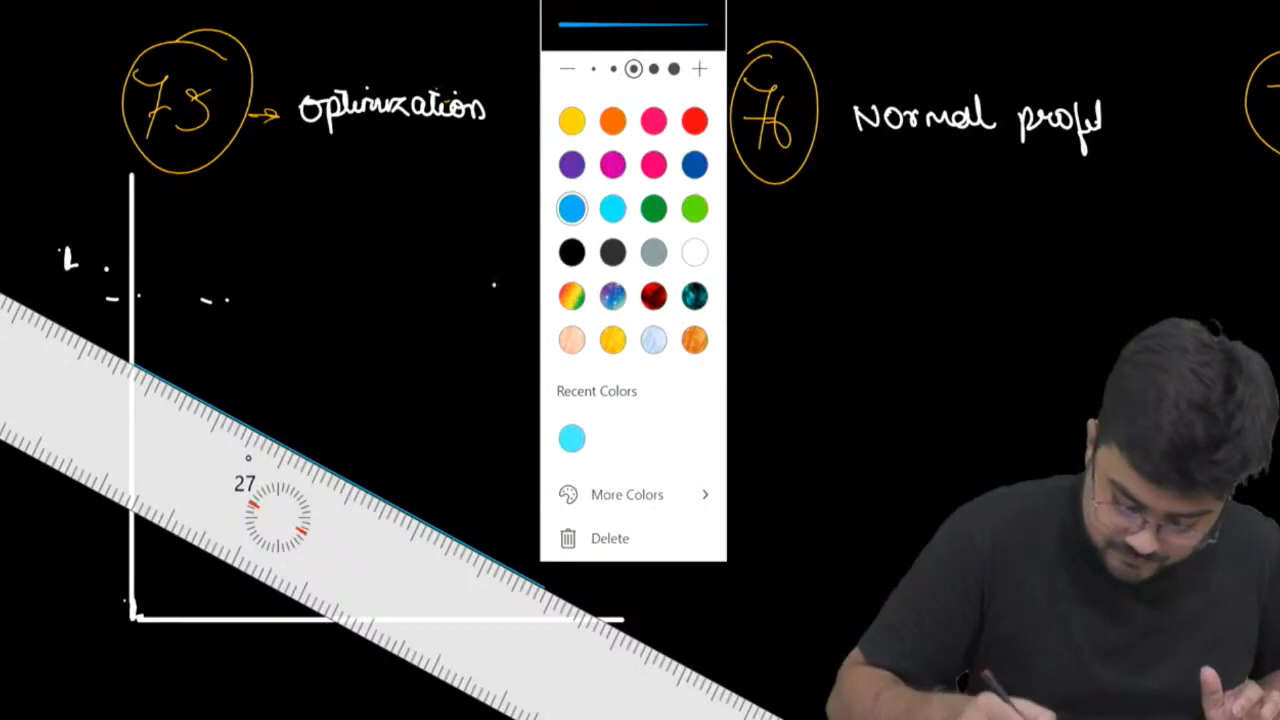 75 → Optimization
76 Normal profit
27°
Recent Colors
More Colors
Delete